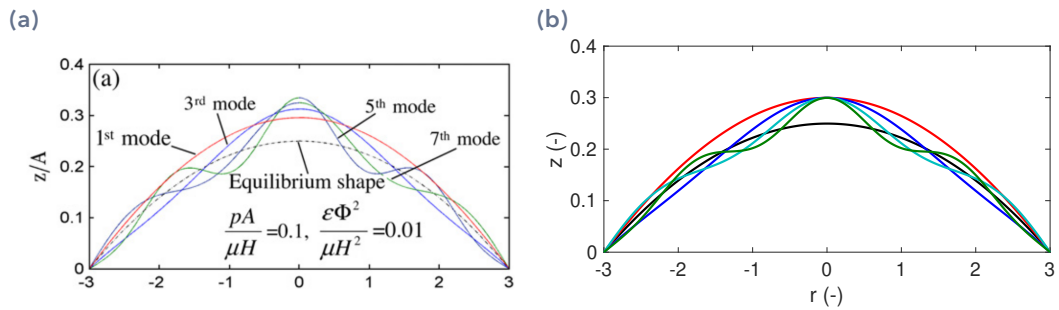 (a)
(a)
z/A
0.4
0.3
0.2
0.1
0
-3
-2
-1
0
1
2
3
1st mode
3rd mode
5th mode
7th mode
Equilibrium shape
pA/μH =0.1, εΦ²/μH² =0.01
(b)
z (-)
0.4
0.3
0.2
0.1
0
-3
-2
-1
0
1
2
3
r (-)